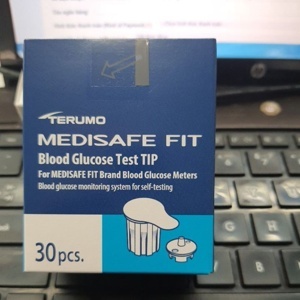 TERUMO
MEDISAFE FIT
Blood Glucose Test TIP
For MEDISAFE FIT Brand Blood Glucose Meters
Blood glucose monitoring system for self-testing
30 pcs.